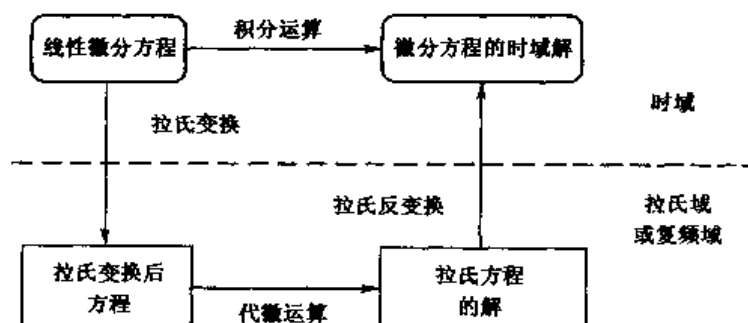 线性微分方程
积分运算
微分方程的时域解
拉氏变换
时域
拉氏反变换
拉氏域
或复频域
拉氏变换后
方程
代微运算
拉氏方程
的解